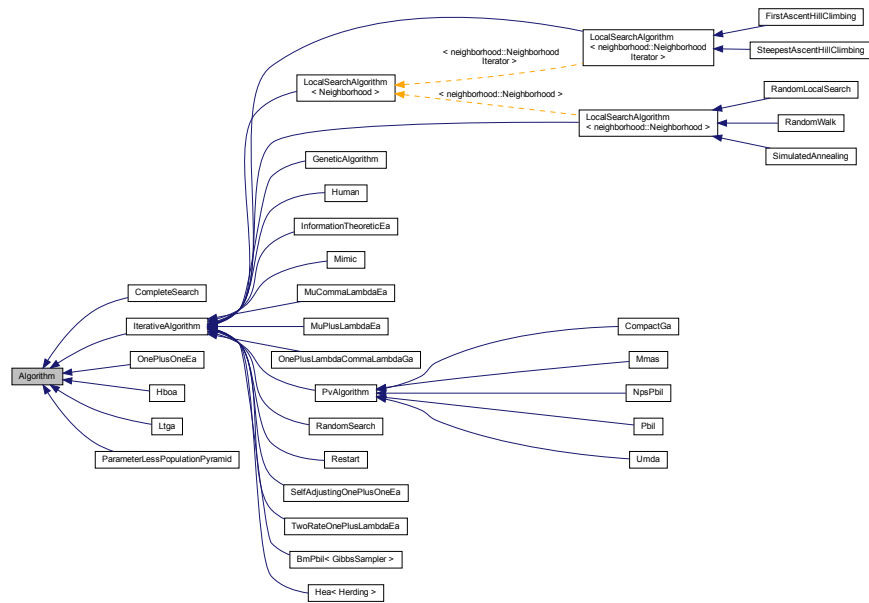 FirstAscentHillClimbing
LocalSearchAlgorithm
< neighborhood::Neighborhood
Iterator >
SteepestAscentHillClimbing
< neighborhood::Neighborhood
Iterator >
LocalSearchAlgorithm
< Neighborhood >
< neighborhood::Neighborhood >
RandomLocalSearch
LocalSearchAlgorithm
< neighborhood::Neighborhood >
RandomWalk
SimulatedAnnealing
GeneticAlgorithm
Human
InformationTheoreticEa
Mimic
CompleteSearch
MuCommaLambdaEa
IterativeAlgorithm
MuPlusLambdaEa
CompactGa
OnePlusOneEa
OnePlusLambdaCommaLambdaGa
Mmas
Algorithm
Hboa
PvAlgorithm
NpsPbil
Ltga
RandomSearch
Pbil
ParameterLessPopulationPyramid
Restart
Umda
SelfAdjustingOnePlusOneEa
TwoRateOnePlusLambdaEa
BmPbil< GibbsSampler >
Hea< Herding >